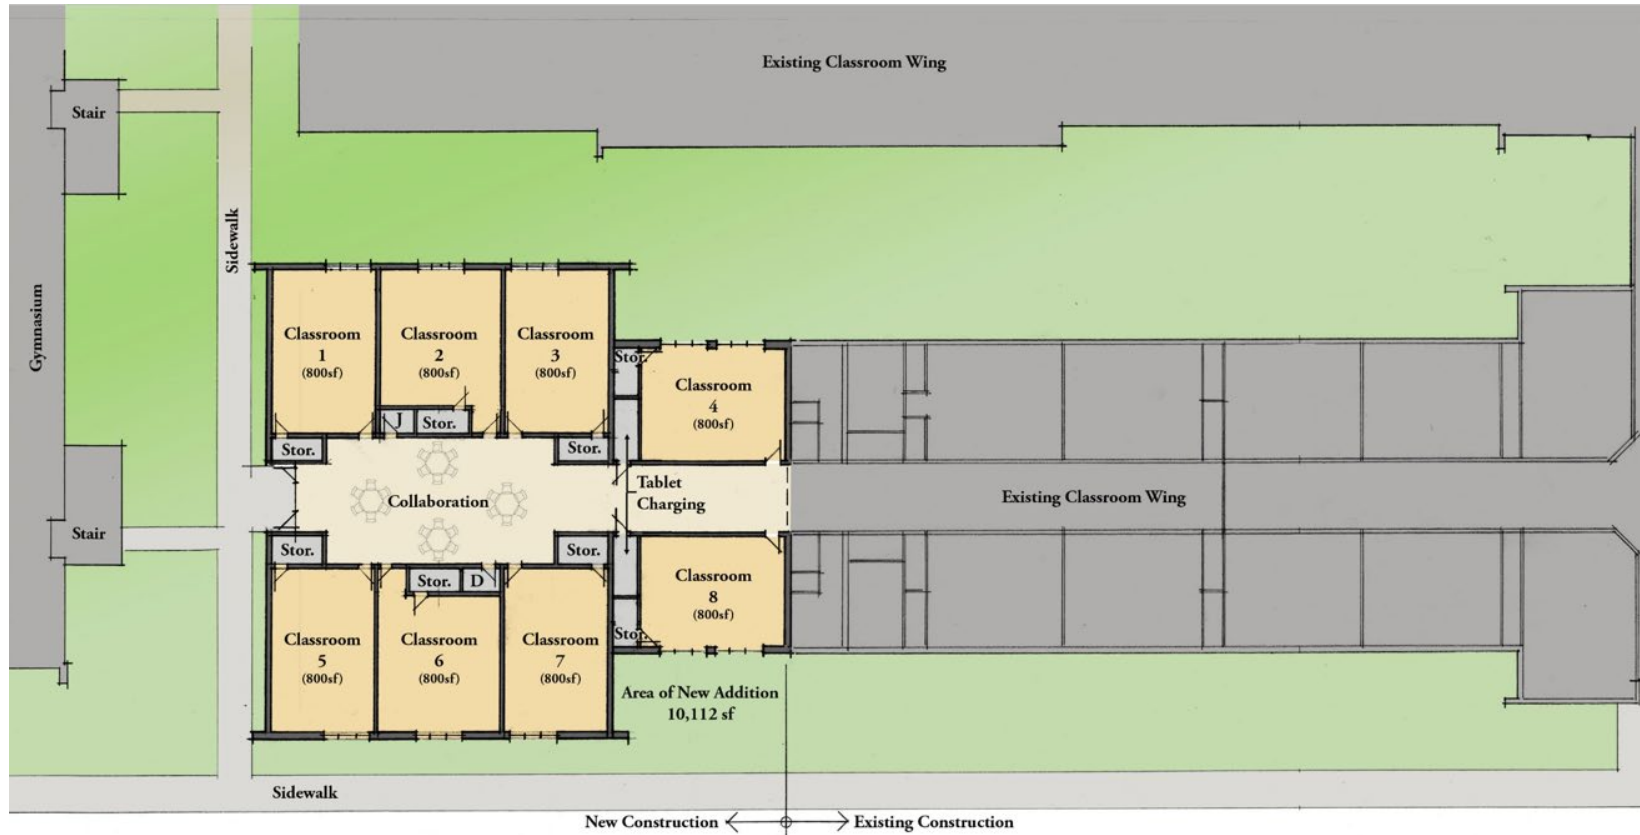 Existing Classroom Wing
Stair
Sidewalk
Gymnasium
Classroom
1
(800sf)
Classroom
2
(800sf)
Classroom
3
(800sf)
Stor.
Classroom
4
(800sf)
J
Stor.
Stor.
Stor.
Collaboration
Tablet
Charging
Existing Classroom Wing
Stair
Stor.
Stor.
Stor.
D
Classroom
5
(800sf)
Classroom
6
(800sf)
Classroom
7
(800sf)
Classroom
8
(800sf)
Stor.
Area of New Addition
10,112 sf
Sidewalk
New Construction
Existing Construction